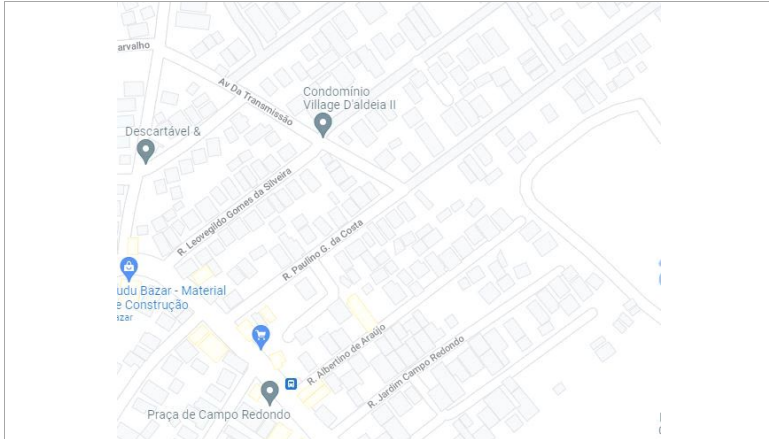 arvalho
Av Da Transmissão
Condomínio
Village D'aldeia II
Descartável &
R. Leovegildo Gomes da Silveira
R. Paulino G. da Costa
udu Bazar - Material
e Construção
azar
R. Albertino de Araújo
R. Jardim Campo Redondo
Praça de Campo Redondo